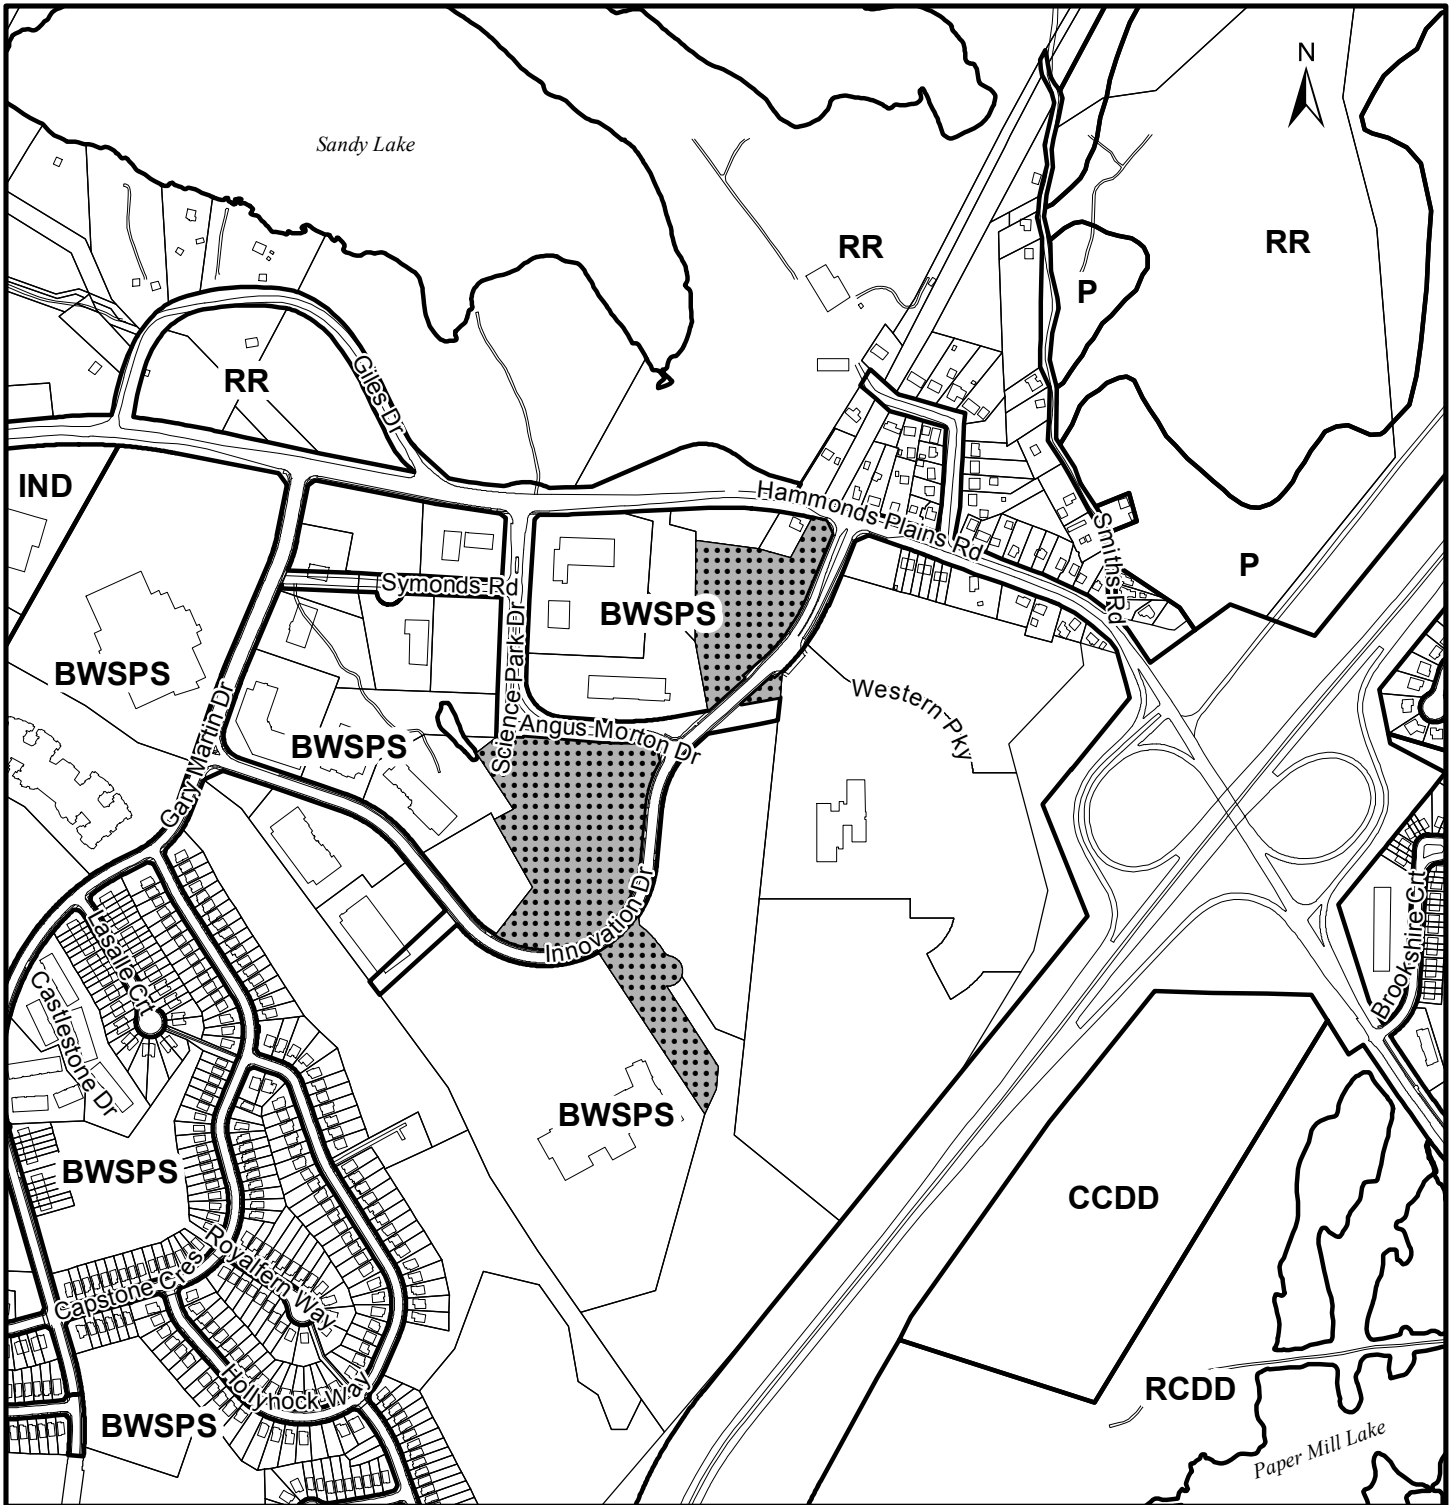 N
Sandy Lake
RR
RR
P
Giles Dr
RR
IND
Hammonds Plains Rd
Smiths Rd
P
Symonds Rd
BWSPS
Science Park Dr
BWSPS
Western Pky
Gary Martin Dr
BWSPS
Angus Morton Dr
Innovation Dr
Lasalle Crt
Castlestone Dr
Brookshire Crt
BWSPS
BWSPS
CCDD
Royalfern Way
Capstone Cres
Hollyhock Way
RCDD
BWSPS
Paper Mill Lake